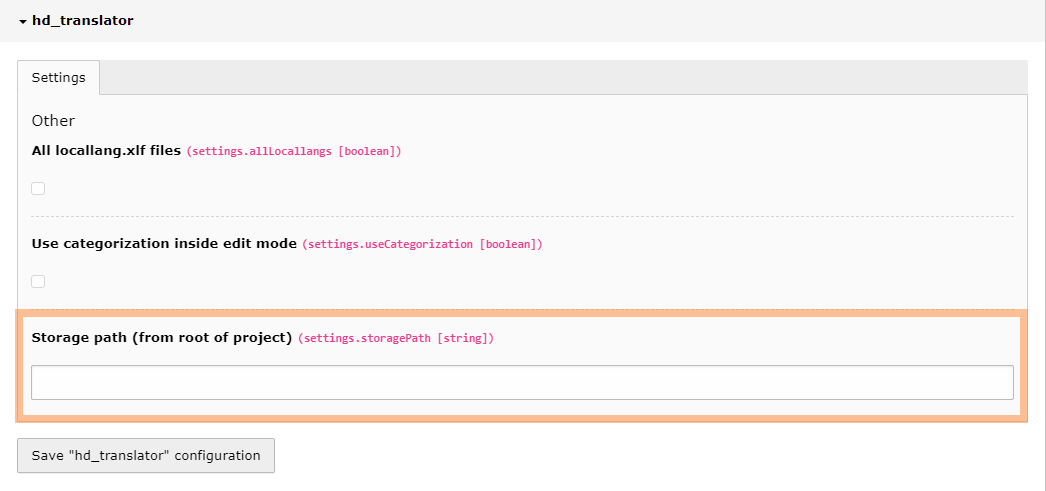 hd_translator
Settings
Other
All locallang.xlf files (settings.allLocallangs [boolean])
Use categorization inside edit mode (settings.useCategorization [boolean])
Storage path (from root of project) (settings.storagePath [string])
Save "hd_translator" configuration